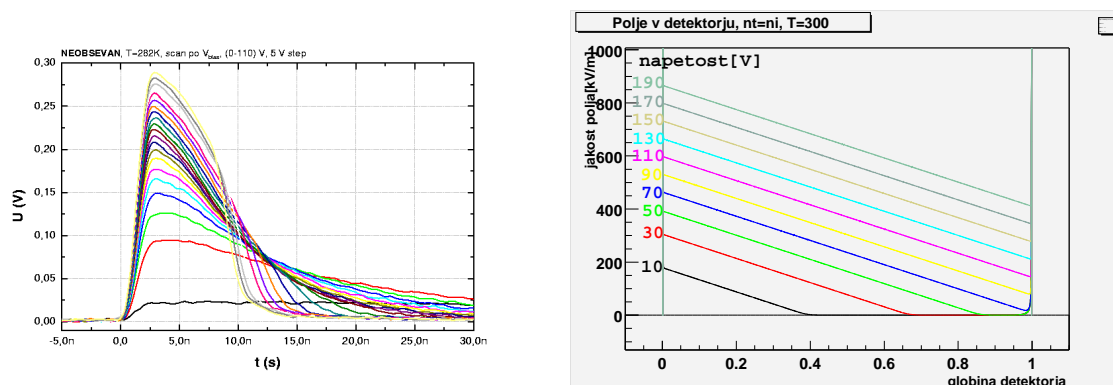 NEOBSEVAN, T=282K, scan po Vbias, (0-110) V, 5 V step
0,30
0,25
0,20
0,15
0,10
0,05
0,00
U (V)
-5,0n 0,0 5,0n 10,0n 15,0n 20,0n 25,0n 30,0n
t (s)
Polje v detektorju, nt=ni, T=300
jakost polja[kV/m]
1000
800
600
400
200
0
napetost[V]
190
170
150
130
110
90
70
50
30
10
0 0.2 0.4 0.6 0.8 1
globina detektorja